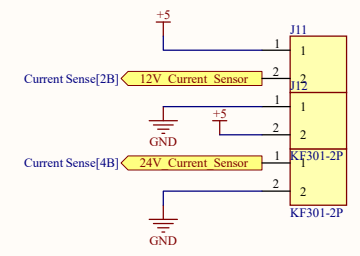 +5
J11
1 1
Current Sense[2B] 12V_Current_Sensor 2 2
J12
1 1
+5
2 2
GND
KF301-2P
Current Sense[4B] 24V_Current_Sensor 1 1
2 2
KF301-2P
GND